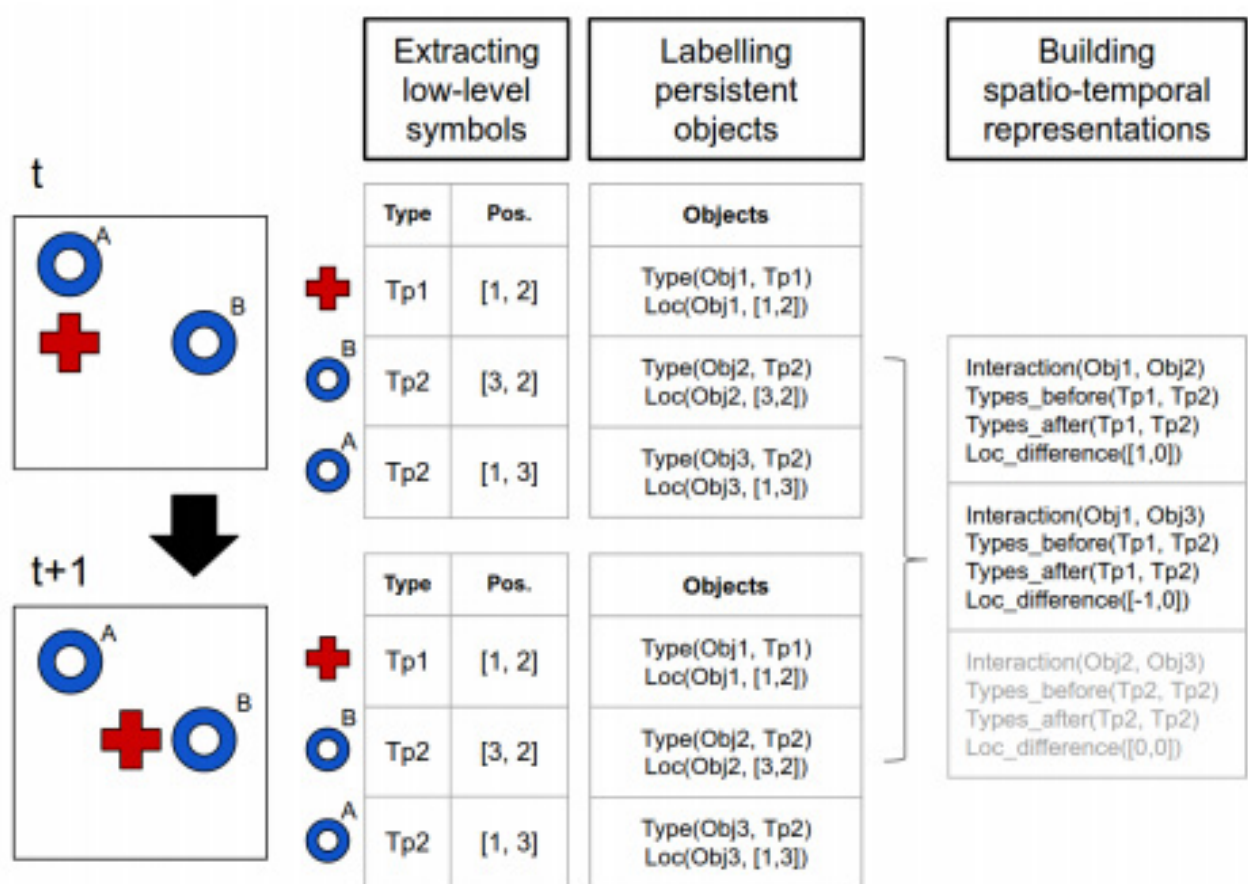 Extracting
low-level
symbols
Labelling
persistent
objects
Building
spatio-temporal
representations
t
A
B
Type Pos. Objects
Tp1 [1, 2] Type(Obj1, Tp1)
Loc(Obj1, [1,2])
B
Tp2 [3, 2] Type(Obj2, Tp2)
Loc(Obj2, [3,2])
A
Tp2 [1, 3] Type(Obj3, Tp2)
Loc(Obj3, [1,3])
t+1
A
B
Type Pos. Objects
Tp1 [1, 2] Type(Obj1, Tp1)
Loc(Obj1, [1,2])
B
Tp2 [3, 2] Type(Obj2, Tp2)
Loc(Obj2, [3,2])
A
Tp2 [1, 3] Type(Obj3, Tp2)
Loc(Obj3, [1,3])
Interaction(Obj1, Obj2)
Types_before(Tp1, Tp2)
Types_after(Tp1, Tp2)
Loc_difference([1,0])
Interaction(Obj1, Obj3)
Types_before(Tp1, Tp2)
Types_after(Tp1, Tp2)
Loc_difference([-1,0])
Interaction(Obj2, Obj3)
Types_before(Tp2, Tp2)
Types_after(Tp2, Tp2)
Loc_difference([0,0])